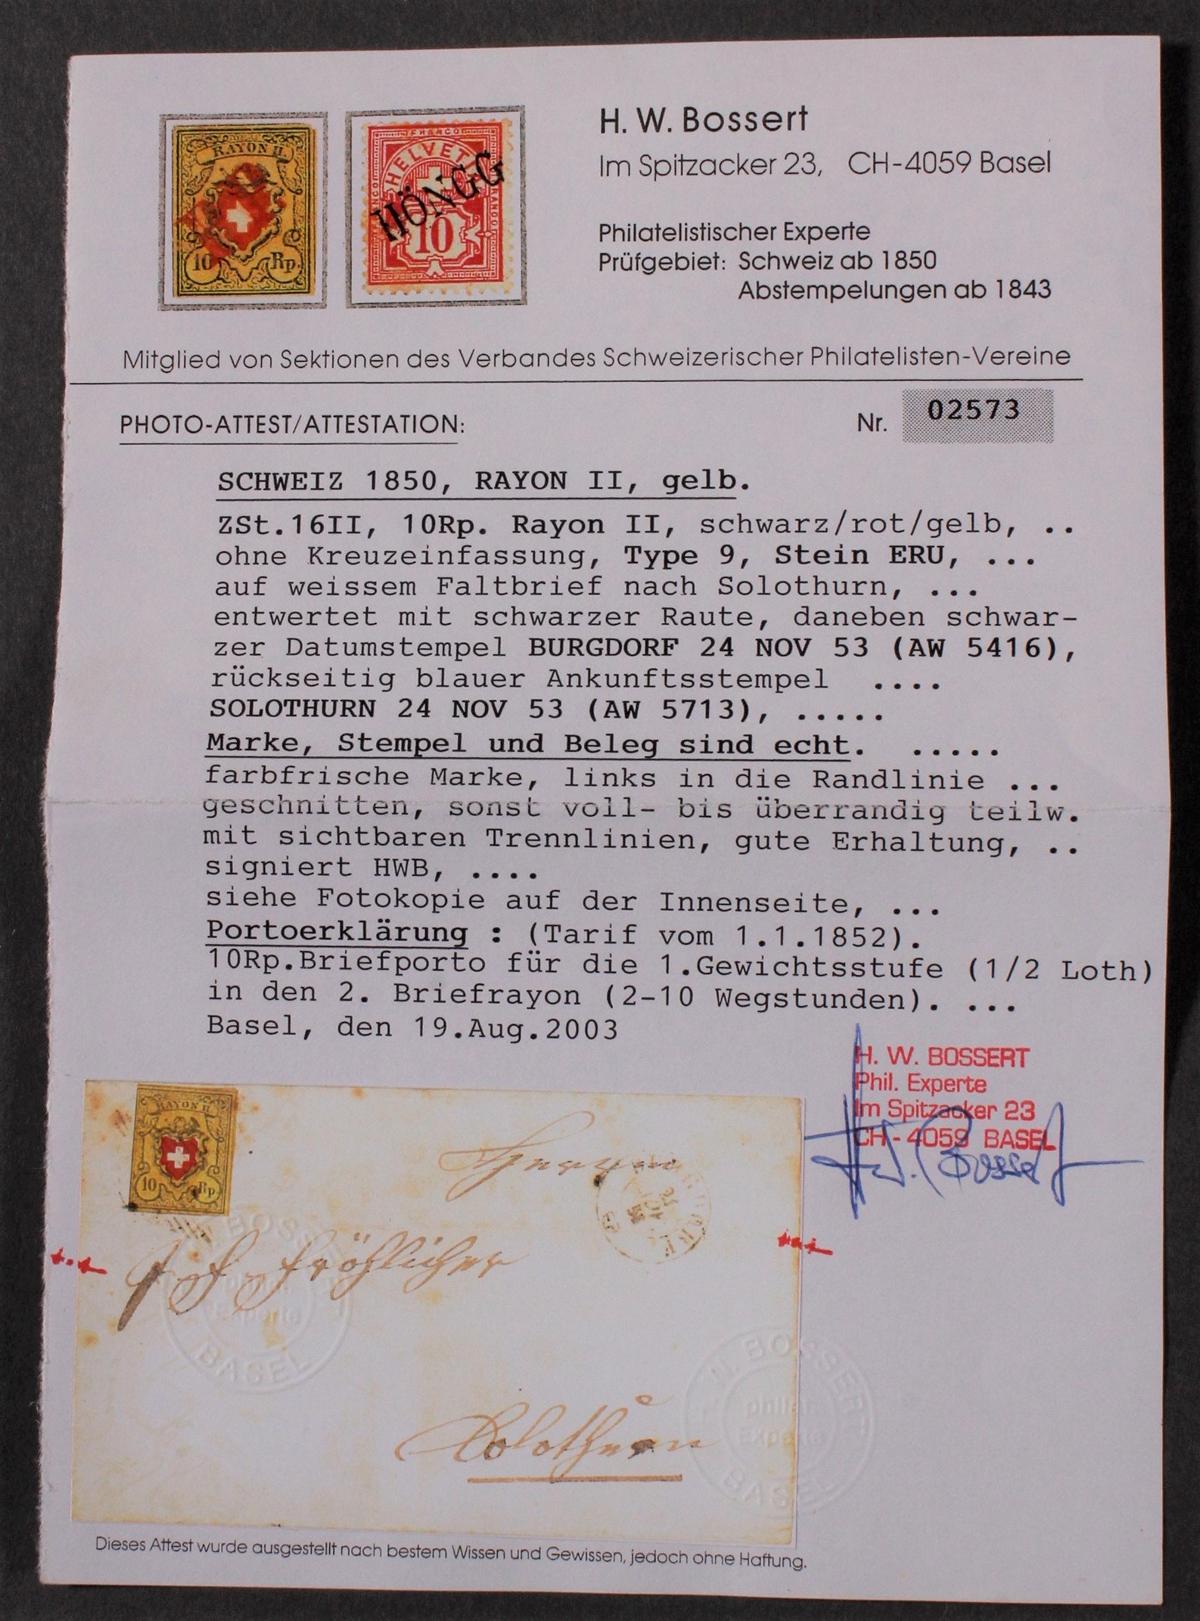 RAYON II.
10 Rp.
FRANCO
HELVETIA
HÖNGG
10
H. W. Bossert
Im Spitzacker 23, CH-4059 Basel
Philatelistischer Experte
Prüfgebiet: Schweiz ab 1850
Abstempelungen ab 1843
Mitglied von Sektionen des Verbandes Schweizerischer Philatelisten-Vereine
PHOTO-ATTEST/ATTESTATION: Nr. 02573
SCHWEIZ 1850, RAYON II, gelb.
ZSt.16II, 10Rp. Rayon II, schwarz/rot/gelb, ..
ohne Kreuzeinfassung, Type 9, Stein ERU, ...
auf weissem Faltbrief nach Solothurn, ...
entwertet mit schwarzer Raute, daneben schwar-
zer Datumstempel BURGDORF 24 NOV 53 (AW 5416),
rückseitig blauer Ankunftsstempel ....
SOLOTHURN 24 NOV 53 (AW 5713), .....
Marke, Stempel und Beleg sind echt. .....
farbfrische Marke, links in die Randlinie ...
geschnitten, sonst voll- bis überrandig teilw.
mit sichtbaren Trennlinien, gute Erhaltung, ..
signiert HWB, ....
siehe Fotokopie auf der Innenseite, ...
Portoerklärung : (Tarif vom 1.1.1852).
10Rp.Briefporto für die 1.Gewichtsstufe (1/2 Loth)
in den 2. Briefrayon (2-10 Wegstunden). ...
Basel, den 19.Aug.2003
H. W. BOSSERT
Phil. Experte
Im Spitzacker 23
CH-4059 BASEL
RAYON II.
10 Rp.
Herrn
Fröhlicher
Solothurn
W. BOSSERT
Experte
BASEL
Dieses Attest wurde ausgestellt nach bestem Wissen und Gewissen, jedoch ohne Haftung.